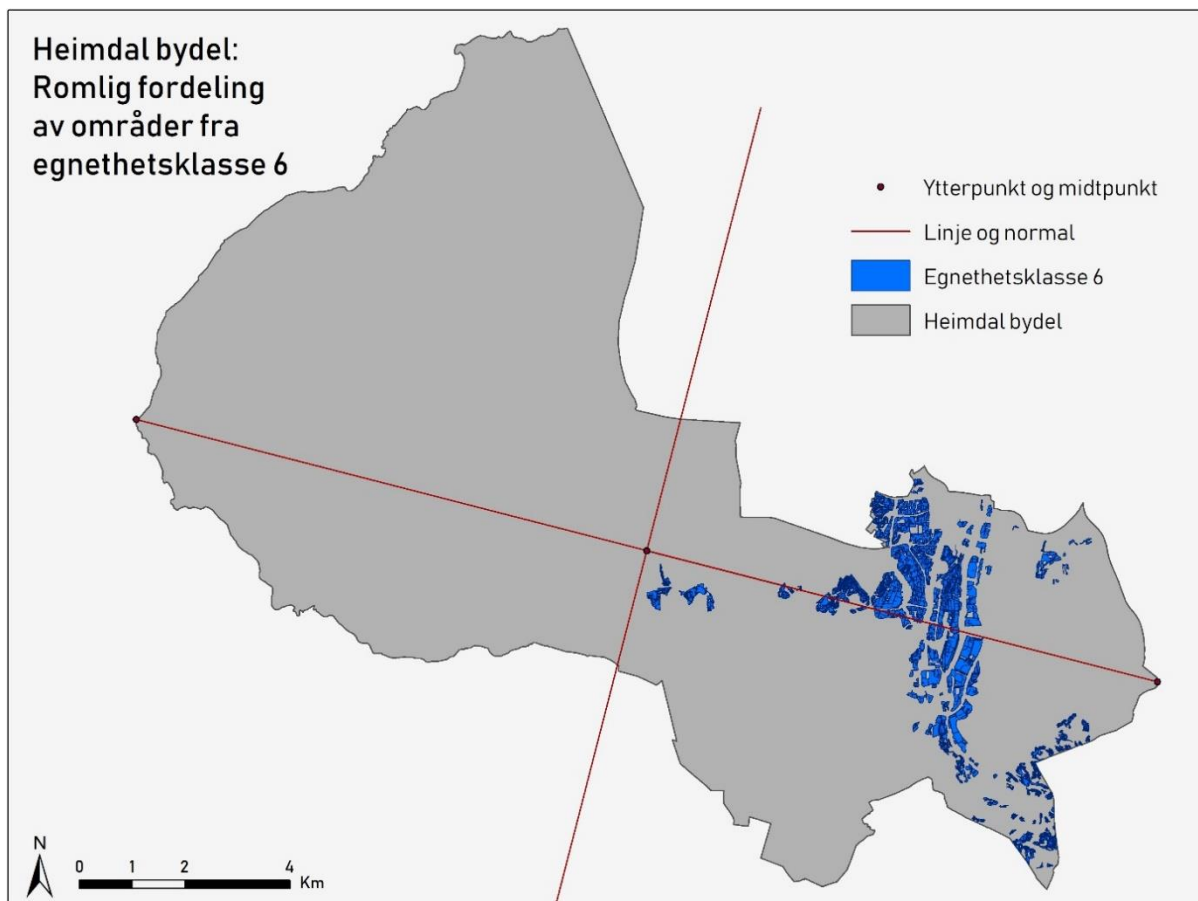 Heimdal bydel:
Romlig fordeling
av områder fra
egnethetsklasse 6
Ytterpunkt og midtpunkt
Linje og normal
Egnethetsklasse 6
Heimdal bydel
N
0 1 2 4
Km